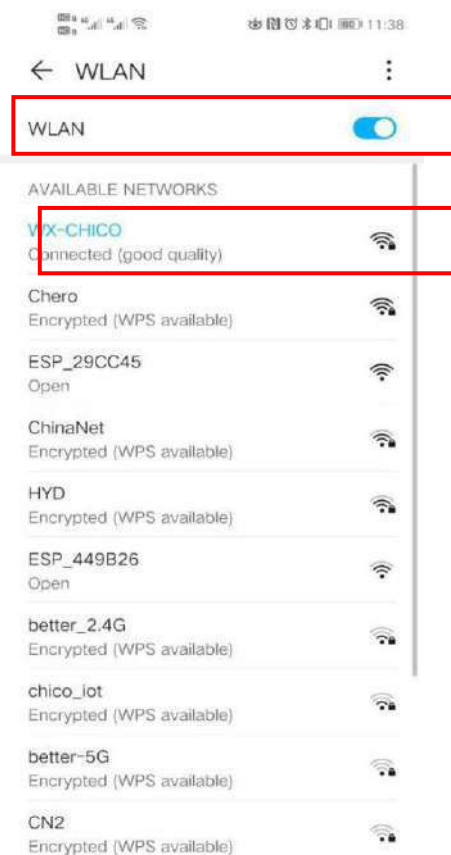 11:38
WLAN
WLAN
AVAILABLE NETWORKS
WX-CHICO
Connected (good quality)
Chero
Encrypted (WPS available)
ESP_29CC45
Open
ChinaNet
Encrypted (WPS available)
HYD
Encrypted (WPS available)
ESP_449B26
Open
better_2.4G
Encrypted (WPS available)
chico_iot
Encrypted (WPS available)
better-5G
Encrypted (WPS available)
CN2
Encrypted (WPS available)